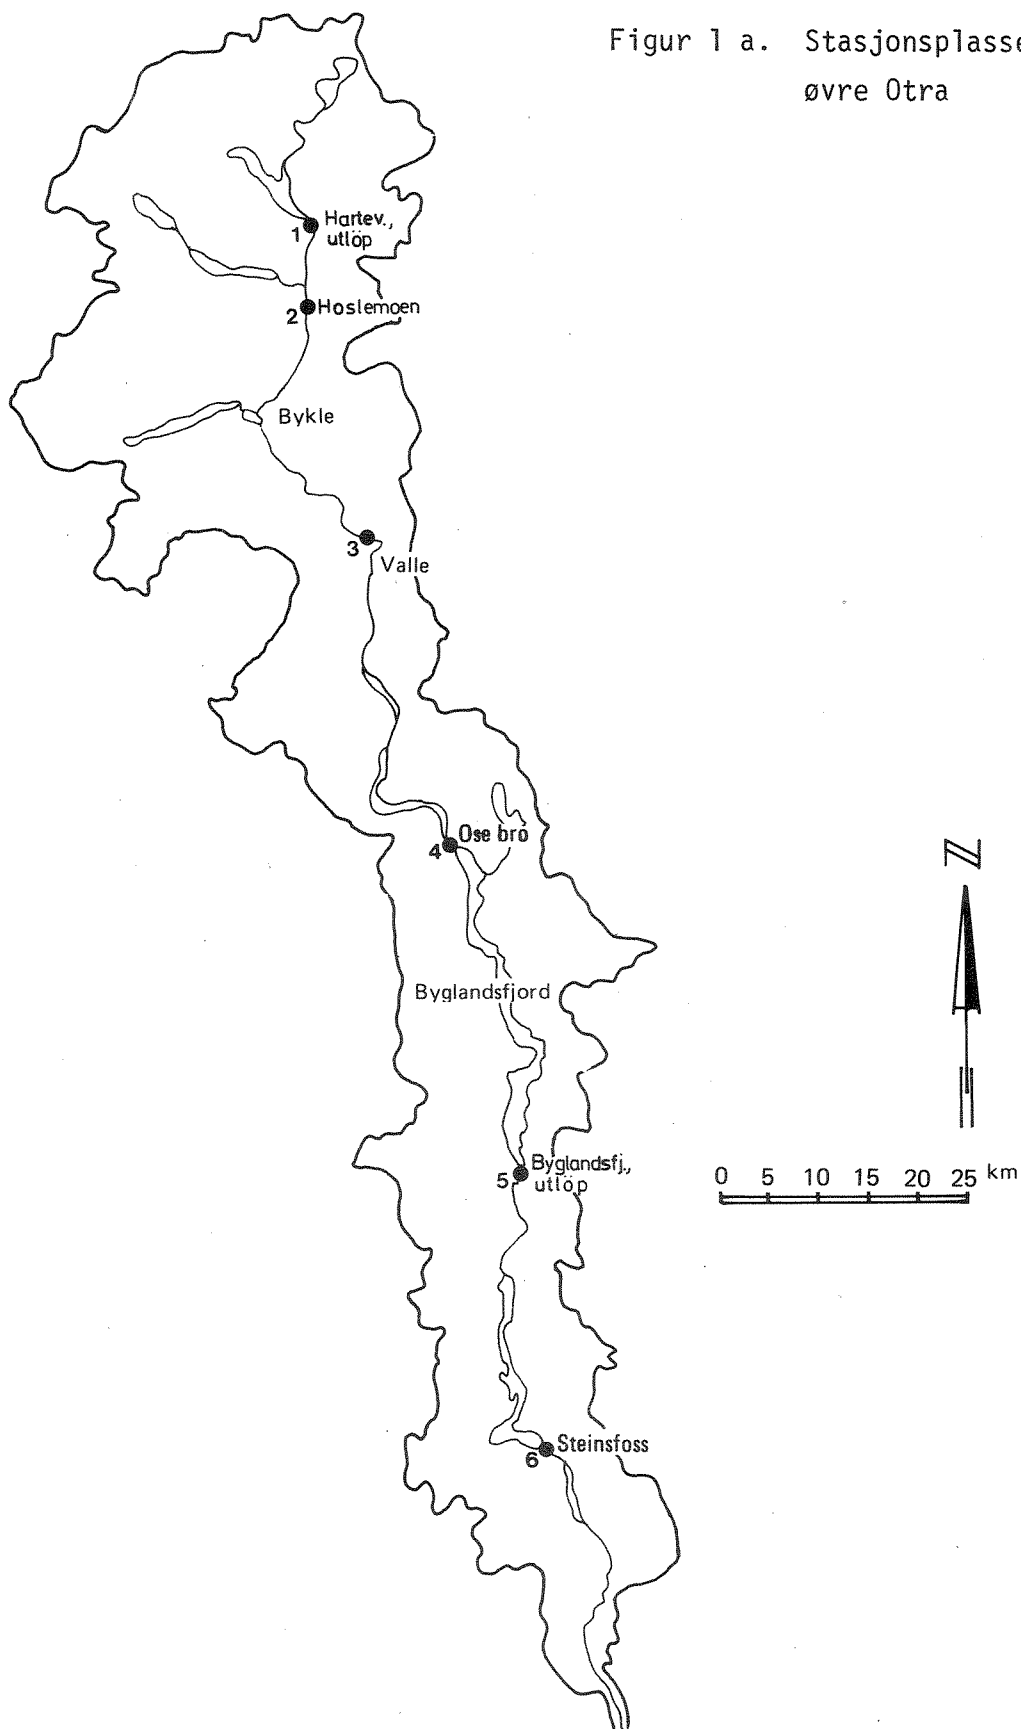 Figur 1 a. Stasjonsplasse
øvre Otra
Hartev.,
utlöp
1
Hoslemoen
2
Bykle
3
Valle
Ose bro
4
Byglandsfjord
N
Byglandsfj.,
utlöp
5
0 5 10 15 20 25 km
Steinsfoss
6